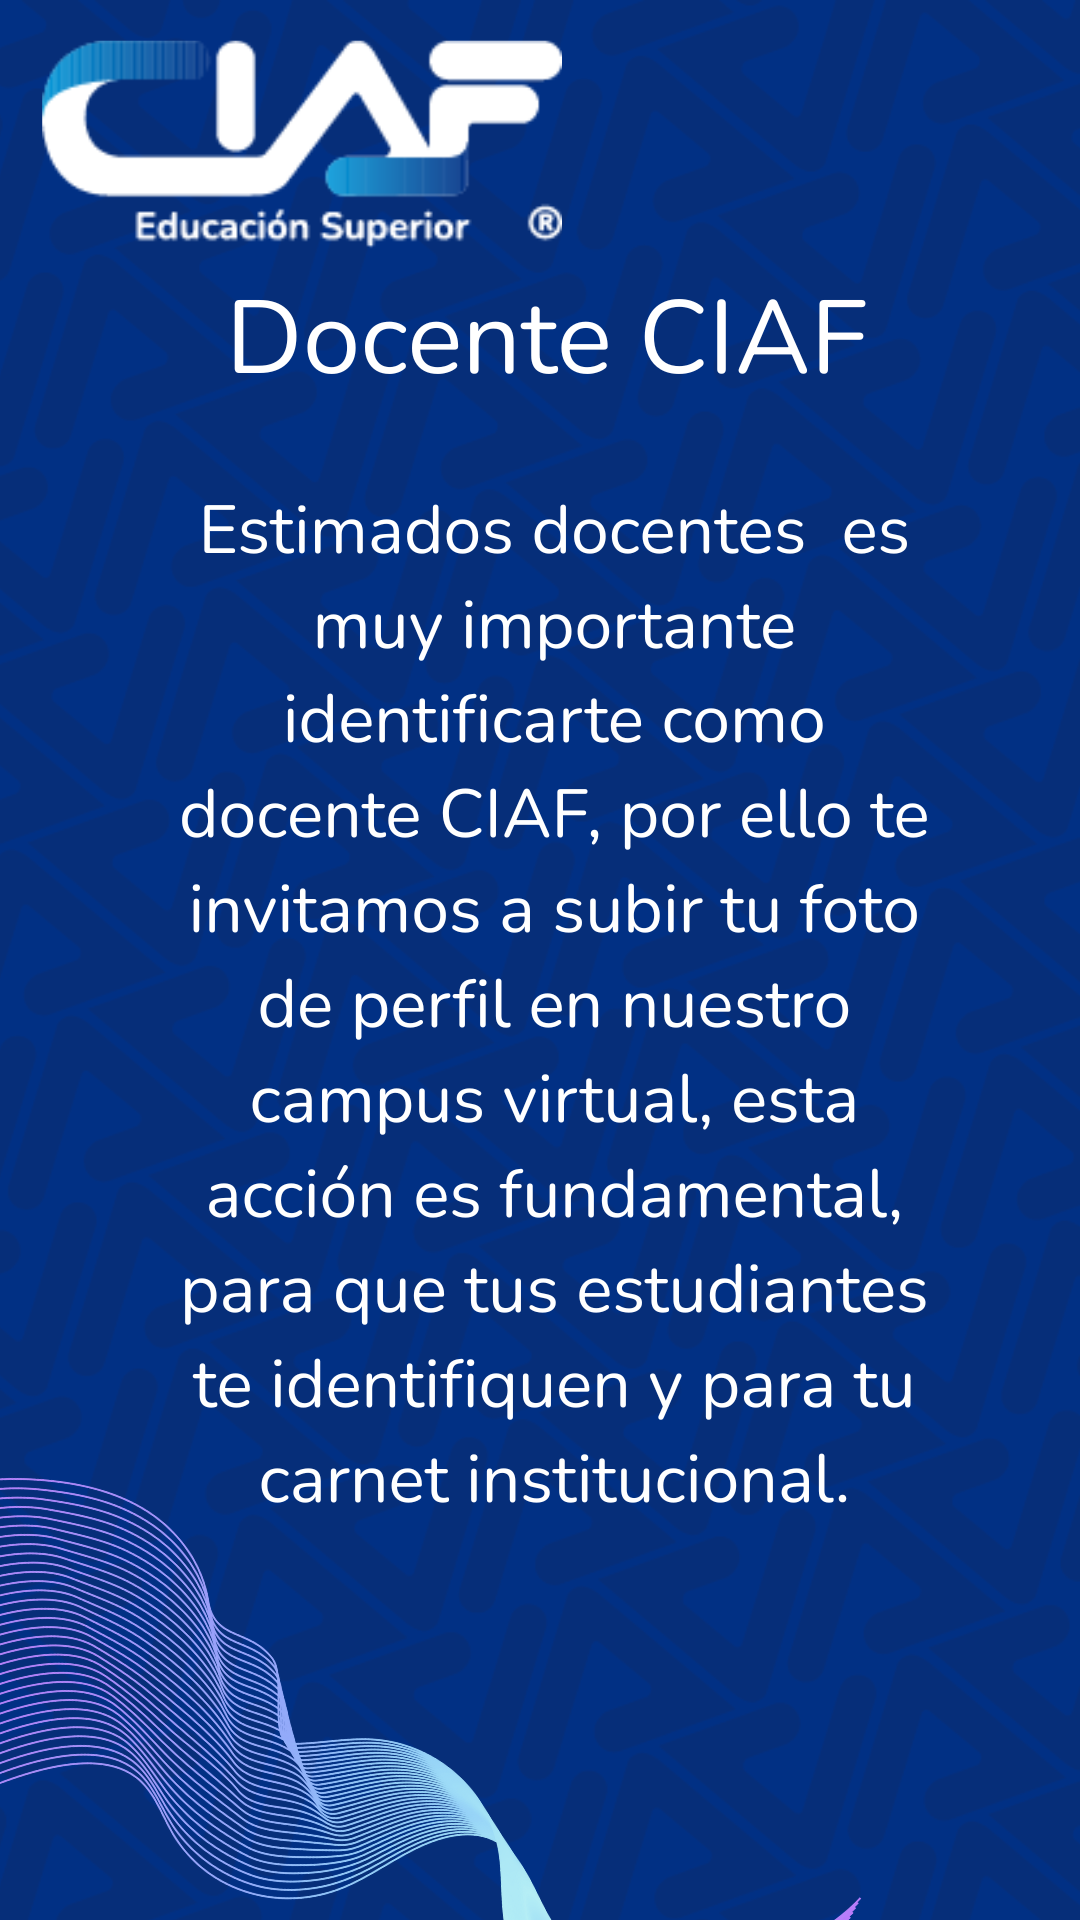 CIAF
Educación Superior ®
Docente CIAF
Estimados docentes  es
muy importante
identificarte como
docente CIAF, por ello te
invitamos a subir tu foto
de perfil en nuestro
campus virtual, esta
acción es fundamental,
para que tus estudiantes
te identifiquen y para tu
carnet institucional.